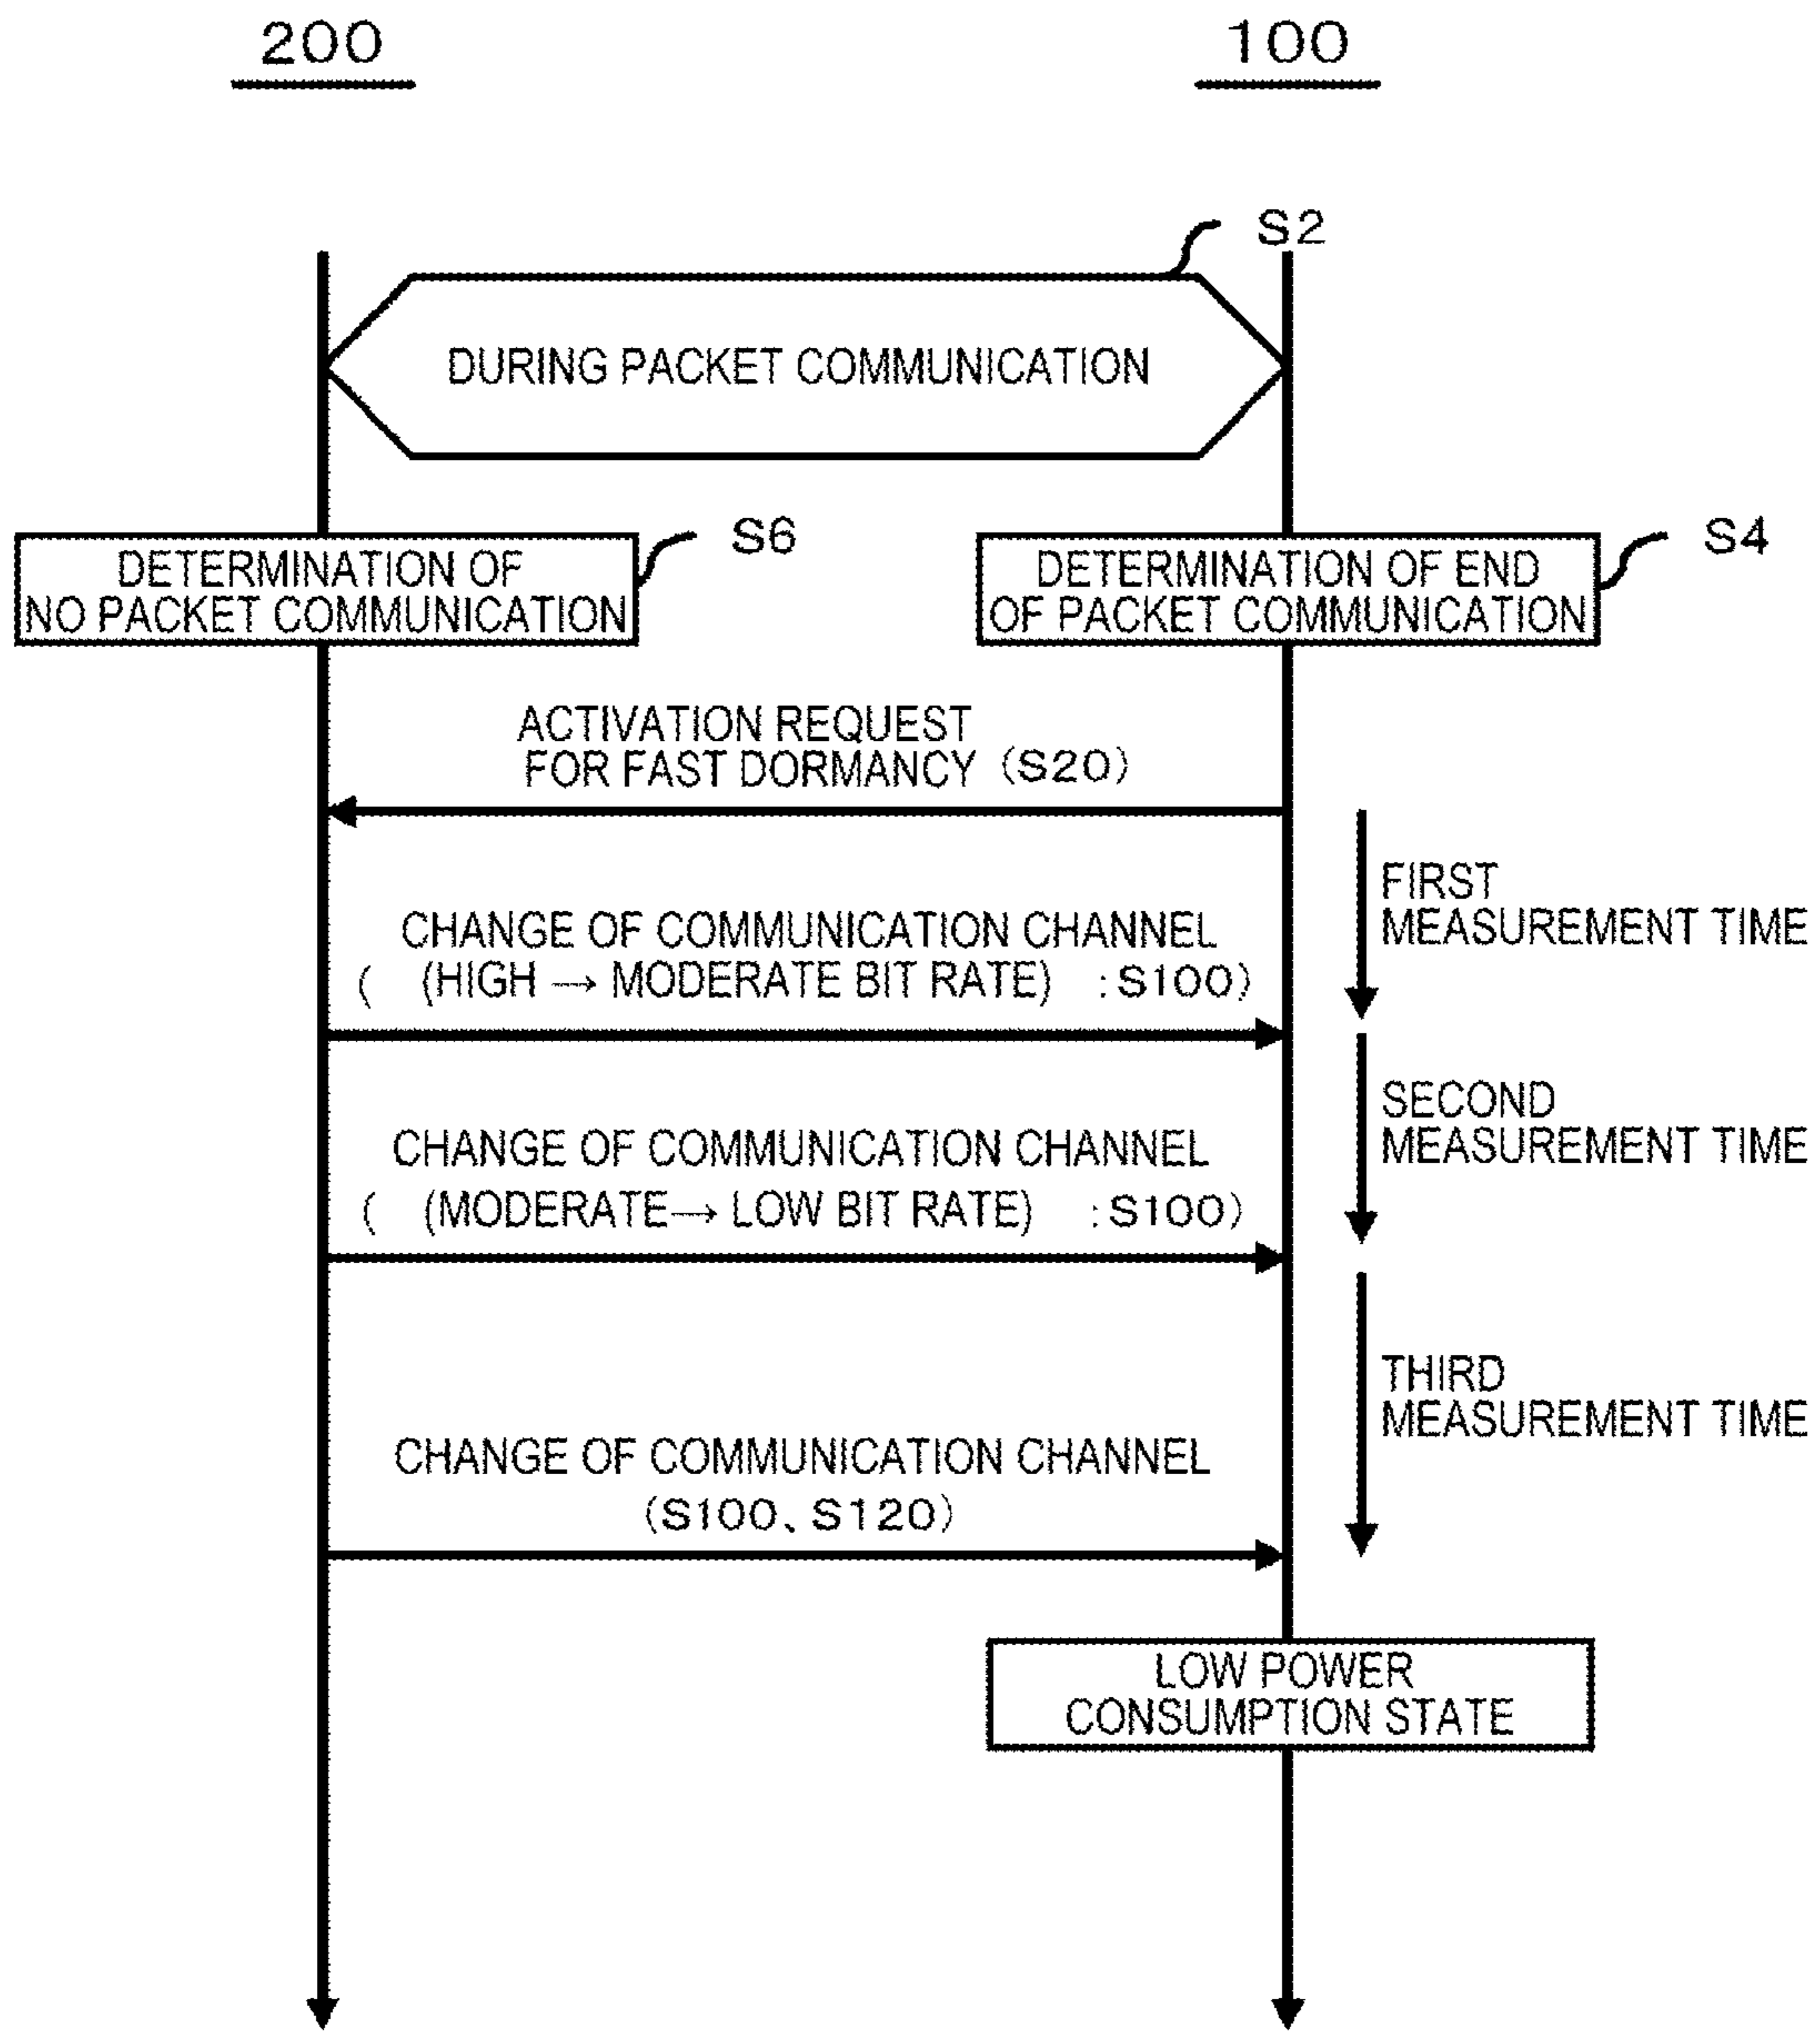 200
100
S2
DURING PACKET COMMUNICATION
S6
DETERMINATION OF
NO PACKET COMMUNICATION
S4
DETERMINATION OF END
OF PACKET COMMUNICATION
ACTIVATION REQUEST
FOR FAST DORMANCY (S20)
FIRST
MEASUREMENT TIME
CHANGE OF COMMUNICATION CHANNEL
( (HIGH → MODERATE BIT RATE) :S100)
SECOND
MEASUREMENT TIME
CHANGE OF COMMUNICATION CHANNEL
( (MODERATE→ LOW BIT RATE) :S100)
THIRD
MEASUREMENT TIME
CHANGE OF COMMUNICATION CHANNEL
(S100、S120)
LOW POWER
CONSUMPTION STATE